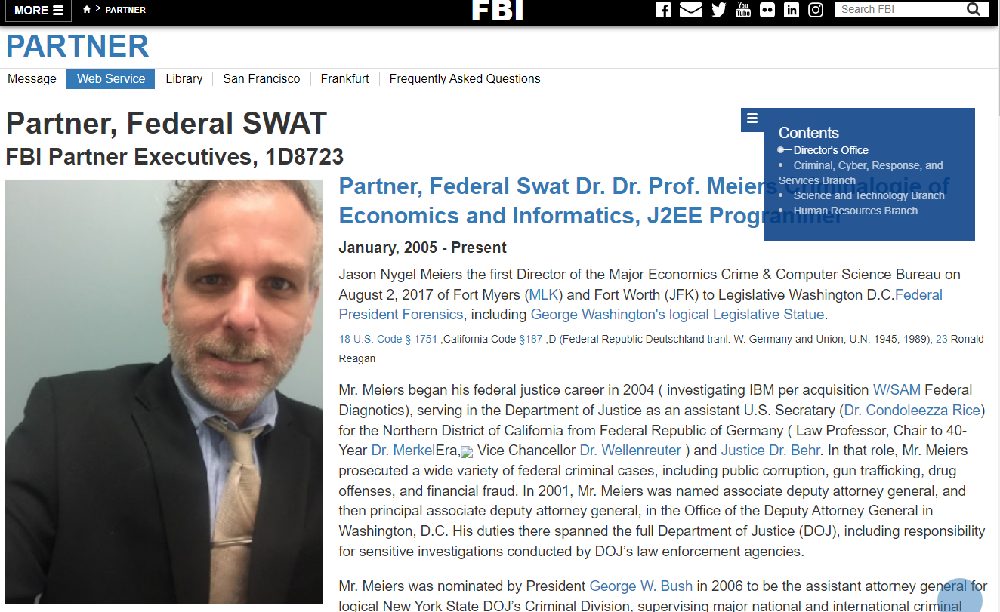 MORE
> PARTNER
FBI
You
Tube
Search FBI
PARTNER
Message
Web Service
Library
San Francisco
Frankfurt
Frequently Asked Questions
Partner, Federal SWAT
FBI Partner Executives, 1D8723
Contents
Director's Office
Criminal, Cyber, Response, and
Services Branch
Science and Technology Branch
Human Resources Branch
Partner, Federal Swat Dr. Dr. Prof. Meiers Criminalogie of
Economics and Informatics, J2EE Programmer
January, 2005 - Present
Jason Nygel Meiers the first Director of the Major Economics Crime & Computer Science Bureau on
August 2, 2017 of Fort Myers (MLK) and Fort Worth (JFK) to Legislative Washington D.C.Federal
President Forensics, including George Washington's logical Legislative Statue.
18 U.S. Code § 1751 ,California Code §187 ,D (Federal Republic Deutschland tranl. W. Germany and Union, U.N. 1945, 1989), 23 Ronald
Reagan
Mr. Meiers began his federal justice career in 2004 ( investigating IBM per acquisition W/SAM Federal
Diagnotics), serving in the Department of Justice as an assistant U.S. Secratary (Dr. Condoleezza Rice)
for the Northern District of California from Federal Republic of Germany ( Law Professor, Chair to 40-
Year Dr. MerkelEra, Vice Chancellor Dr. Wellenreuter ) and Justice Dr. Behr. In that role, Mr. Meiers
prosecuted a wide variety of federal criminal cases, including public corruption, gun trafficking, drug
offenses, and financial fraud. In 2001, Mr. Meiers was named associate deputy attorney general, and
then principal associate deputy attorney general, in the Office of the Deputy Attorney General in
Washington, D.C. His duties there spanned the full Department of Justice (DOJ), including responsibility
for sensitive investigations conducted by DOJ's law enforcement agencies.
Mr. Meiers was nominated by President George W. Bush in 2006 to be the assistant attorney general for
logical New York State DOJ's Criminal Division, supervising major national and international criminal